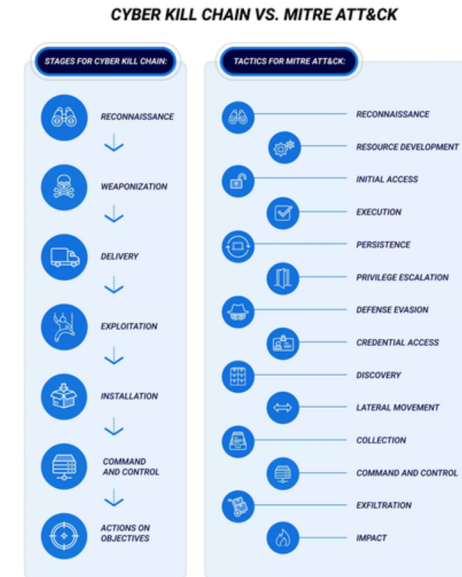 CYBER KILL CHAIN VS. MITRE ATT&CK
STAGES FOR CYBER KILL CHAIN:
RECONNAISSANCE
WEAPONIZATION
DELIVERY
EXPLOITATION
INSTALLATION
COMMAND
AND CONTROL
ACTIONS ON
OBJECTIVES
TACTICS FOR MITRE ATT&CK:
RECONNAISSANCE
RESOURCE DEVELOPMENT
INITIAL ACCESS
EXECUTION
PERSISTENCE
PRIVILEGE ESCALATION
DEFENSE EVASION
CREDENTIAL ACCESS
DISCOVERY
LATERAL MOVEMENT
COLLECTION
COMMAND AND CONTROL
EXFILTRATION
IMPACT